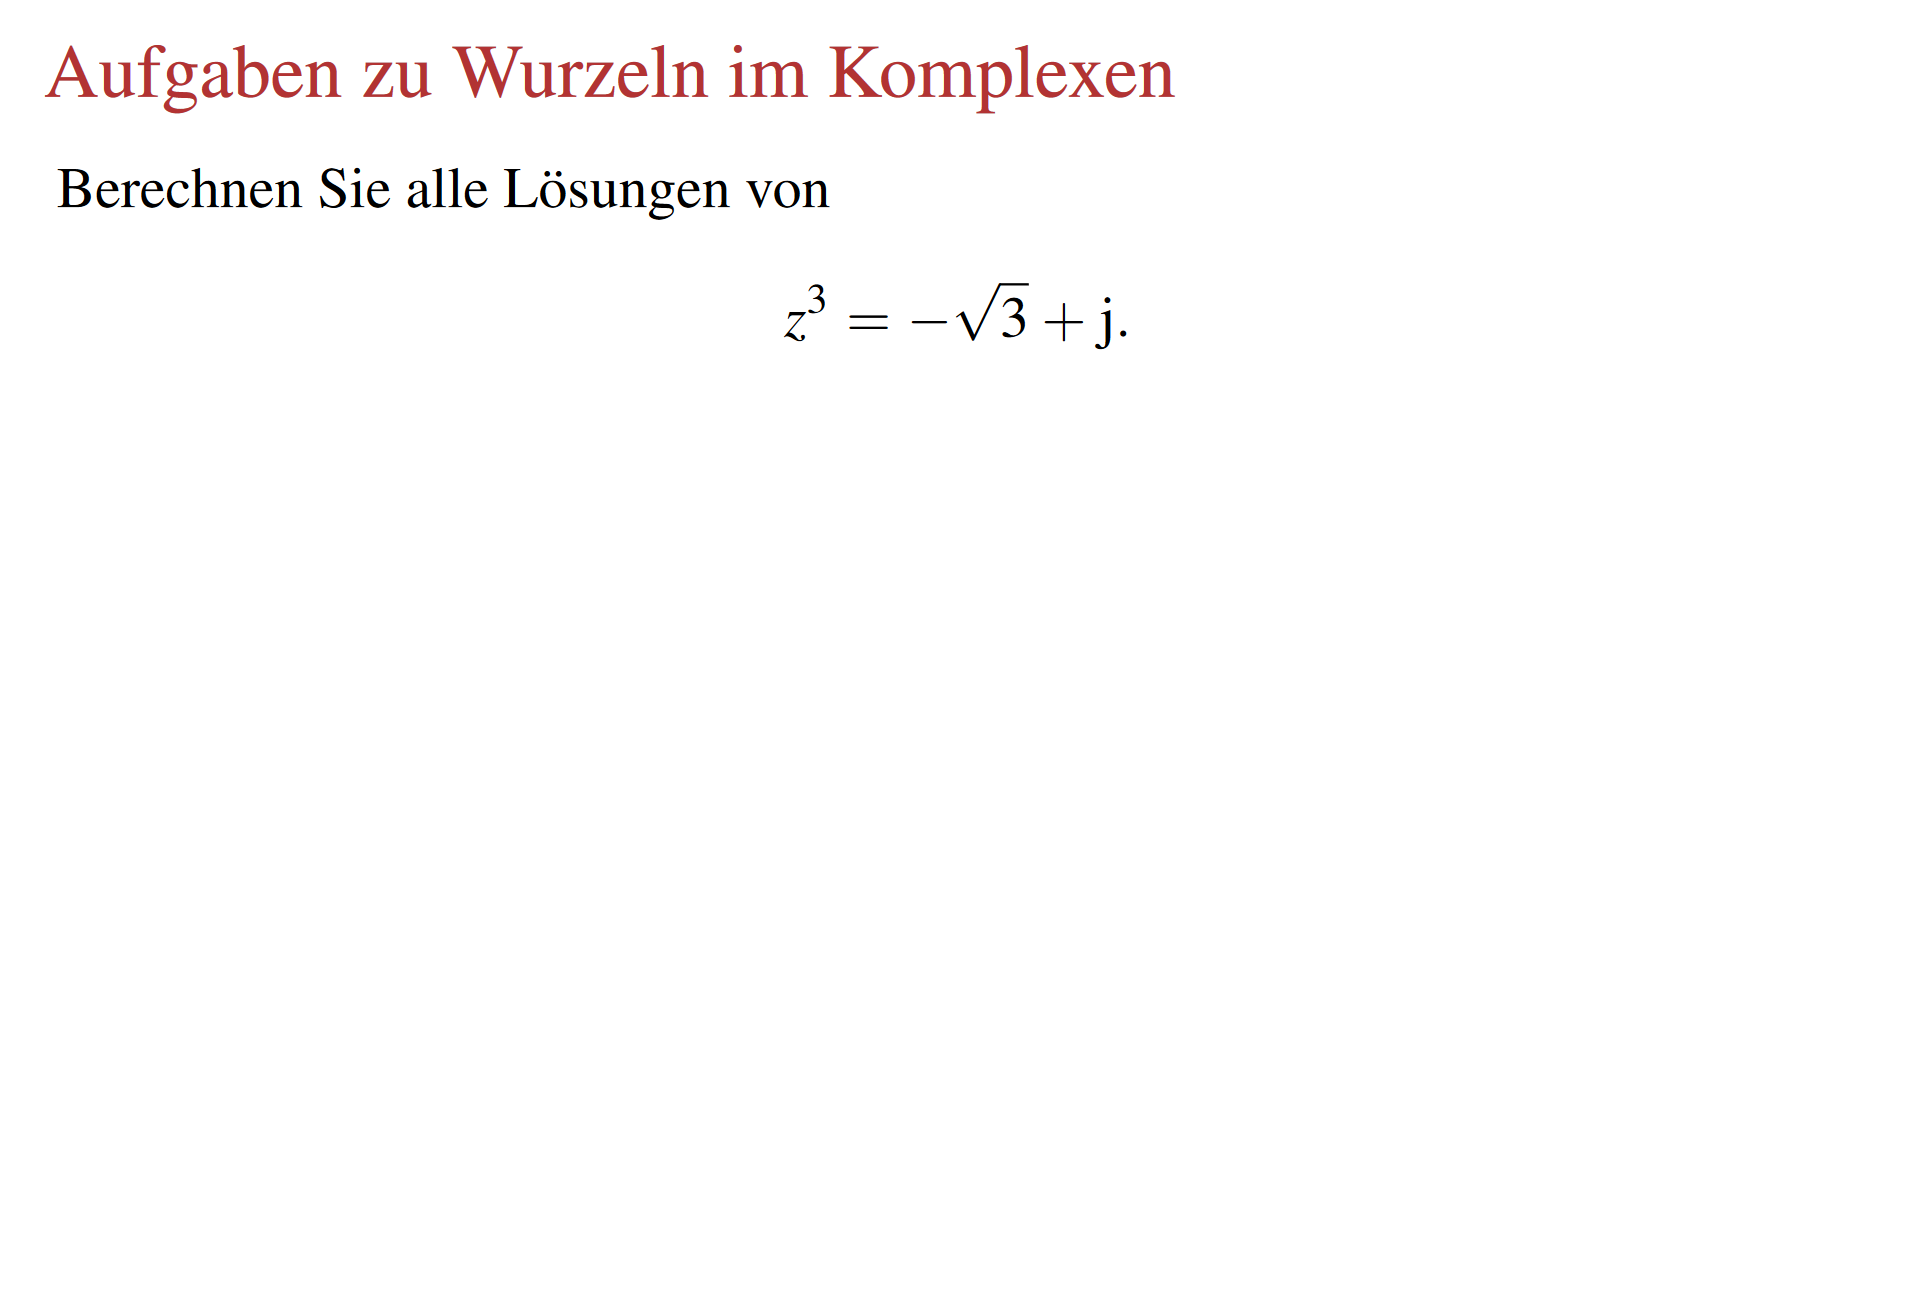 Aufgaben zu Wurzeln im Komplexen
Berechnen Sie alle Lösungen von
z³ = −√3 + j.